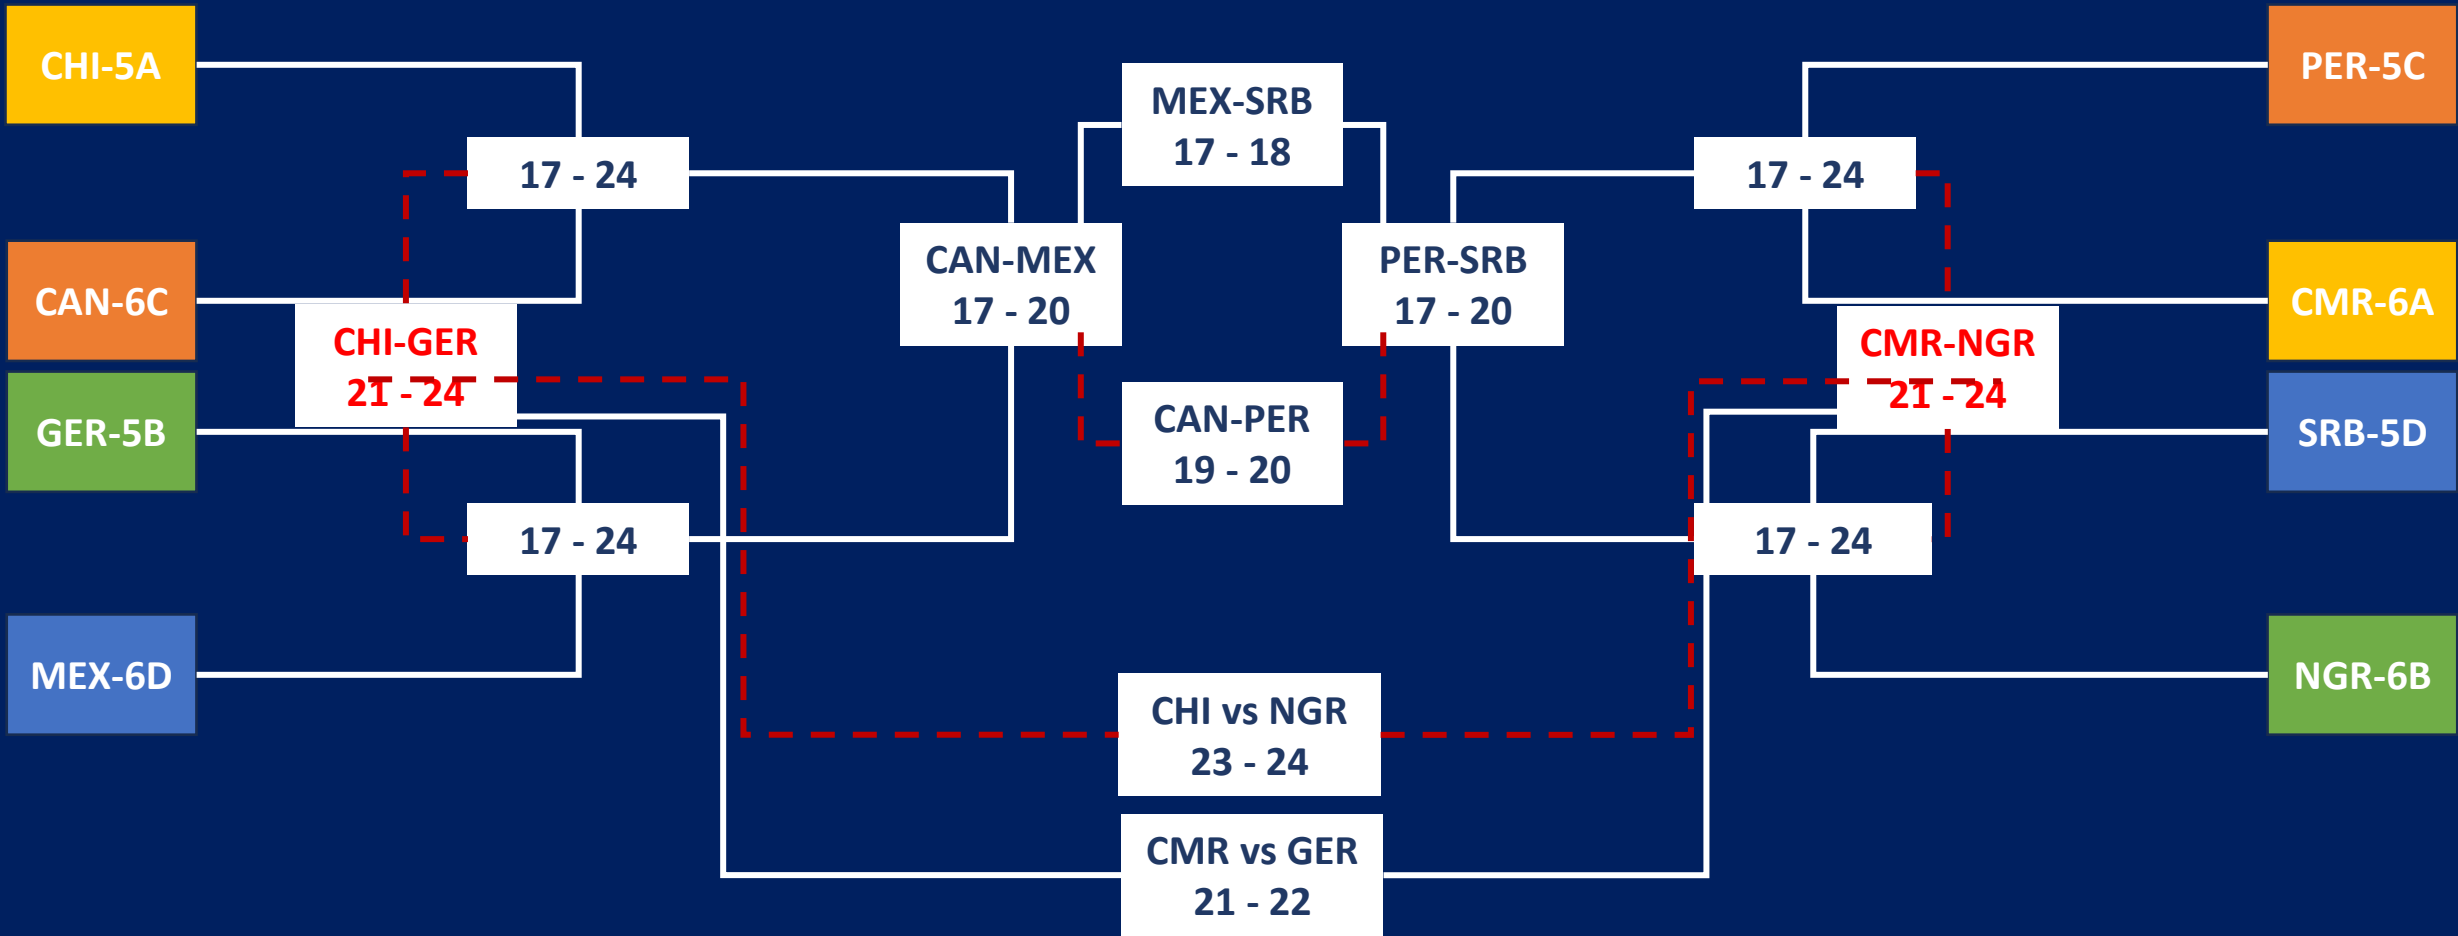 CHI-5A
PER-5C
MEX-SRB
17 - 18
17 - 24
17 - 24
CAN-MEX
17 - 20
PER-SRB
17 - 20
CAN-6C
CMR-6A
CHI-GER
21 - 24
CMR-NGR
21 - 24
CAN-PER
19 - 20
GER-5B
SRB-5D
17 - 24
17 - 24
MEX-6D
NGR-6B
CHI vs NGR
23 - 24
CMR vs GER
21 - 22